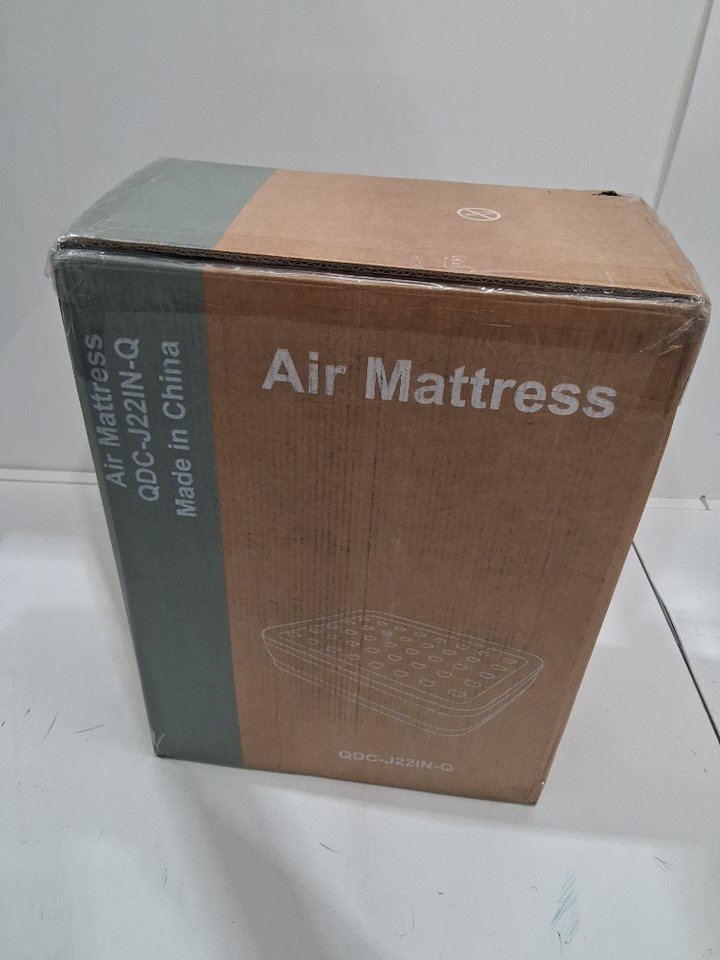 Air Mattress
QDC-J22IN-Q
Made in China
Air Mattress
QDC-J22IN-Q